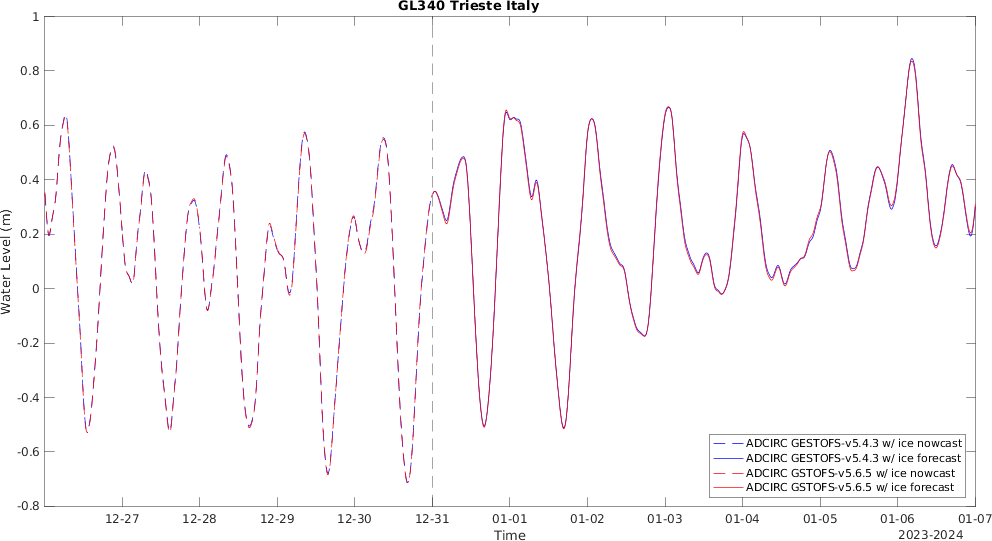 GL340 Trieste Italy
1
0.8
0.6
0.4
0.2
0
-0.2
-0.4
-0.6
-0.8
Water Level (m)
ADCIRC GESTOFS-v5.4.3 w/ ice nowcast
ADCIRC GESTOFS-v5.4.3 w/ ice forecast
ADCIRC GSTOFS-v5.6.5 w/ ice nowcast
ADCIRC GSTOFS-v5.6.5 w/ ice forecast
12-27 12-28 12-29 12-30 12-31 01-01 01-02 01-03 01-04 01-05 01-06 01-07
Time
2023-2024